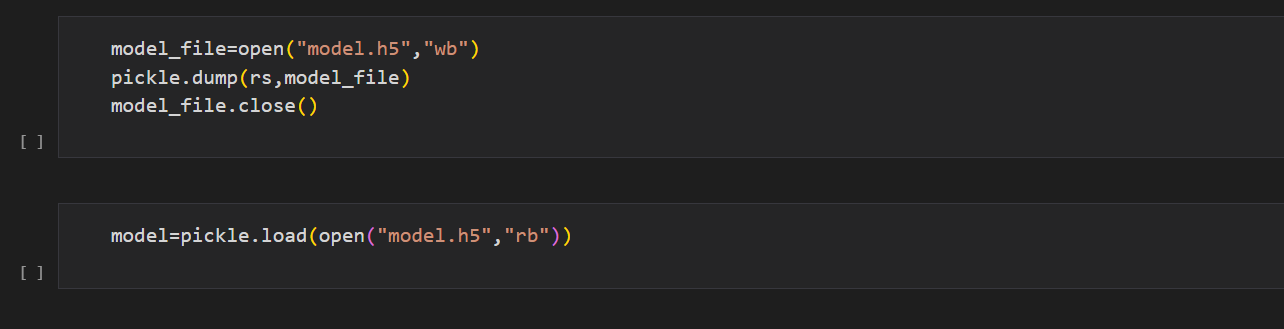 model_file=open("model.h5","wb")
pickle.dump(rs,model_file)
model_file.close()
[ ]
model=pickle.load(open("model.h5","rb"))
[ ]